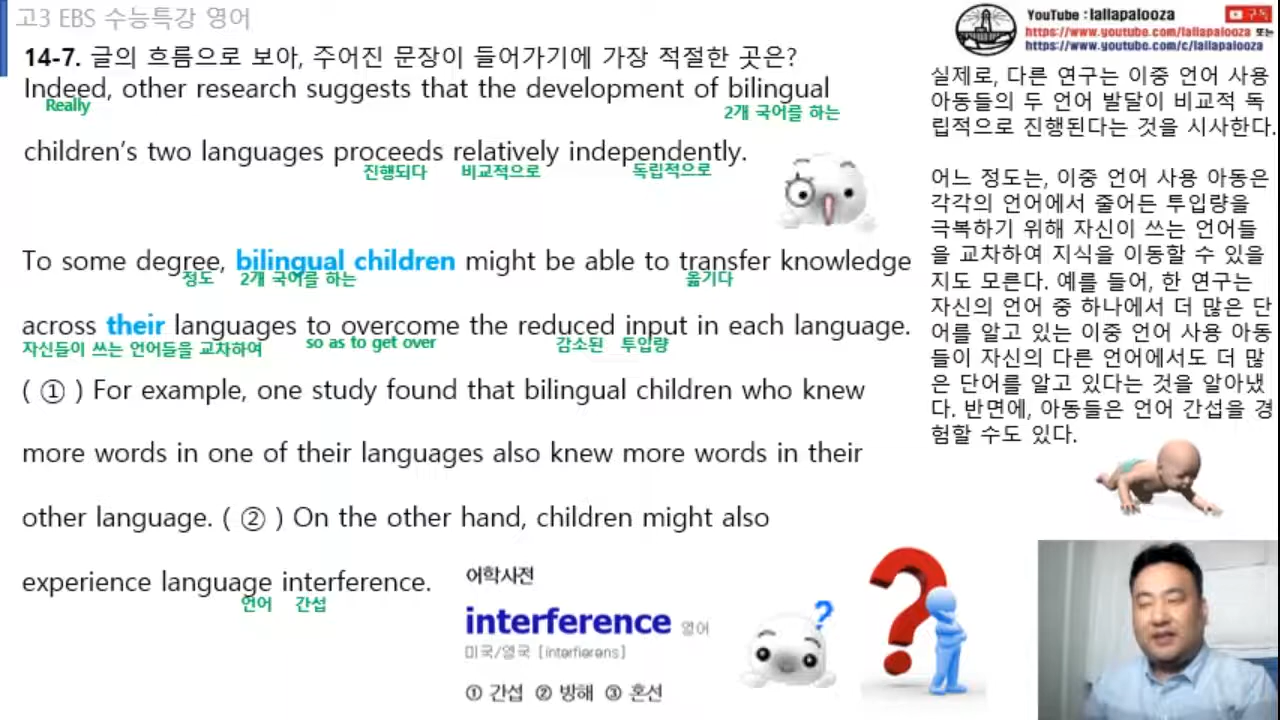 고3 EBS 수능특강 영어
YouTube : lallapalooza
구독
https://www.youtube.com/lallapalooza 또는
https://www.youtube.com/c/lallapalooza
14-7. 글의 흐름으로 보아, 주어진 문장이 들어가기에 가장 적절한 곳은?
Indeed, other research suggests that the development of bilingual
Really
2개 국어를 하는
children's two languages proceeds relatively independently.
진행되다 비교적으로 독립적으로
To some degree, bilingual children might be able to transfer knowledge
정도 2개 국어를 하는 옮기다
across their languages to overcome the reduced input in each language.
자신들이 쓰는 언어들을 교차하여 so as to get over 감소된 투입량
( ① ) For example, one study found that bilingual children who knew
more words in one of their languages also knew more words in their
other language. ( ② ) On the other hand, children might also
experience language interference.
언어 간섭
어학사전
interference 영어
미국/영국
① 간섭 ② 방해 ③ 혼선
실제로, 다른 연구는 이중 언어 사용
아동들의 두 언어 발달이 비교적 독
립적으로 진행된다는 것을 시사한다.
어느 정도는, 이중 언어 사용 아동은
각각의 언어에서 줄어든 투입량을
극복하기 위해 자신이 쓰는 언어들
을 교차하여 지식을 이동할 수 있을
지도 모른다. 예를 들어, 한 연구는
자신의 언어 중 하나에서 더 많은 단
어를 알고 있는 이중 언어 사용 아동
들이 자신의 다른 언어에서도 더 많
은 단어를 알고 있다는 것을 알아냈
다. 반면에, 아동들은 언어 간섭을 경
험할 수도 있다.